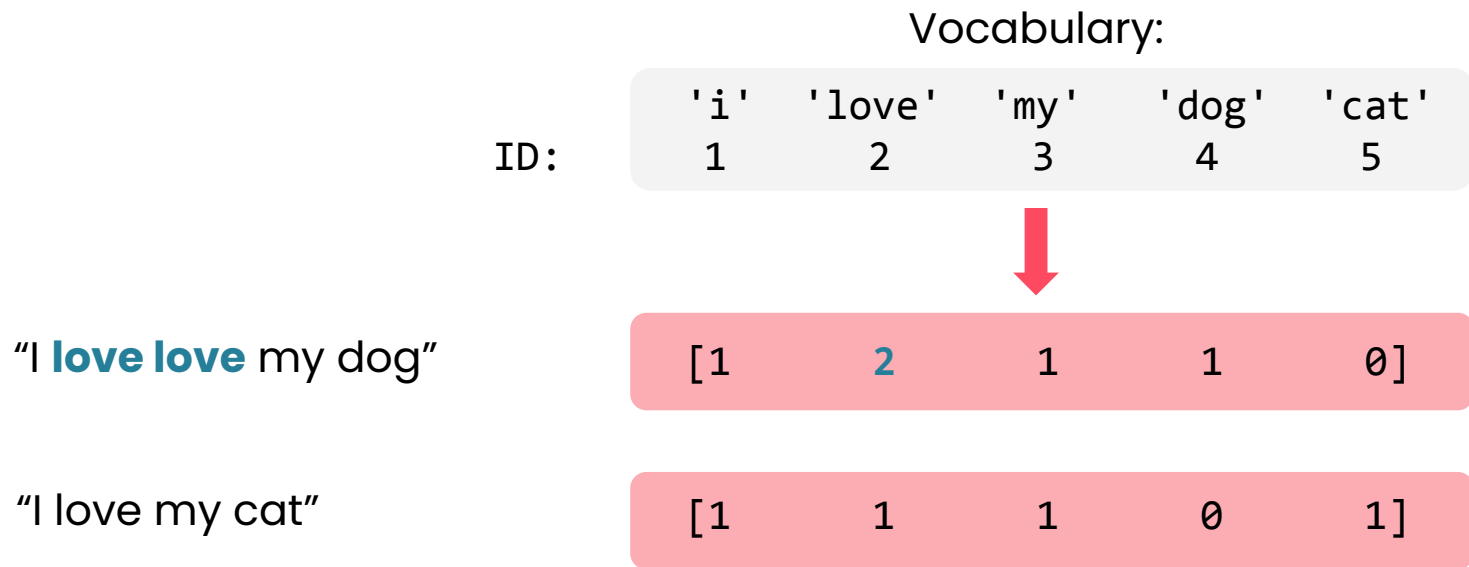 Vocabulary:
'i' 'love' 'my' 'dog' 'cat'
ID: 1 2 3 4 5
“I love love my dog” [1 2 1 1 0]
“I love my cat” [1 1 1 0 1]